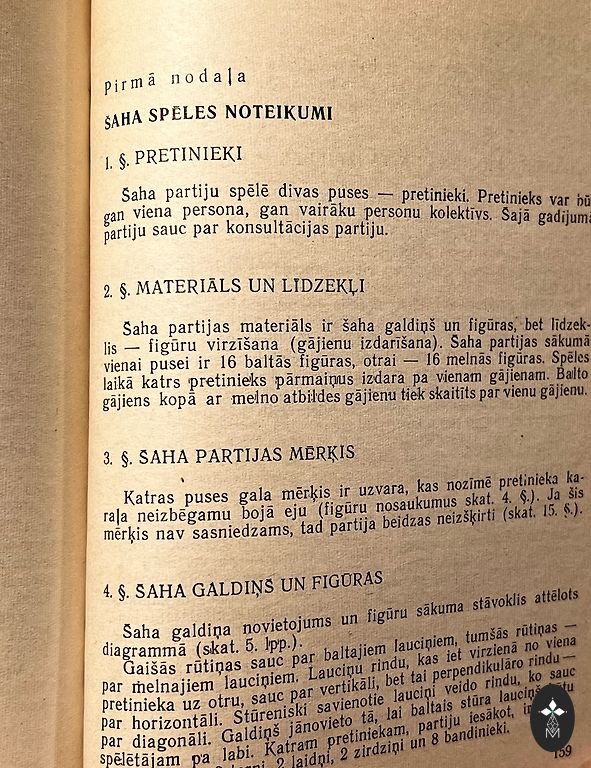 Pirmā nodaļa
ŠAHA SPĒLES NOTEIKUMI
1. §. PRETINIEĶI
Šaha partiju spēlē divas puses — pretinieki. Pretinieks var bū
gan viena persona, gan vairāku personu kolektīvs. Šajā gadījumā
partiju sauc par konsultācijas partiju.
2. §. MATERIĀLS UN LĪDZEKĻI
Šaha partijas materiāls ir šaha galdiņš un figūras, bet līdzek-
lis — figūru virzīšana (gājienu izdarīšana). Šaha partijas sākumā
vienai pusei ir 16 baltās figūras, otrai — 16 melnās figūras. Spēles
laikā katrs pretinieks pārmaiņus izdara pa vienam gājienam. Balto
gājiens kopā ar melno atbildes gājienu tiek skaitīts par vienu gājienu.
3. §. ŠAHA PARTIJAS MĒRĶIS
Katras puses gala mērķis ir uzvara, kas nozīmē pretinieka ka-
raļa neizbēgamu bojā eju (figūru nosaukumus skat. 4. §.). Ja šis
mērķis nav sasniedzams, tad partija beidzas neizšķirti (skat. 15. §.).
4. §. ŠAHA GALDIŅŠ UN FIGŪRAS
Šaha galdiņa novietojums un figūru sākuma stāvoklis attēlots
diagrammā (skat. 5. lpp.).
Gaišās rūtiņas sauc par baltajiem lauciņiem, tumšās rūtiņas —
par melnajiem lauciņiem. Lauciņu rindu, kas iet virzienā no viena
pretinieka uz otru, sauc par vertikāli, bet tai perpendikulāro rindu —
par horizontāli. Stūreniski savienotie lauciņi veido rindu, ko sauc
par diagonāli. Galdiņš jānovieto tā, lai baltais stūra lauciņš
spēlētājam pa labi. Katram pretiniekam, partiju iesākot,
2 laidņi, 2 zirdziņi un 8 bandinieki.
159
M